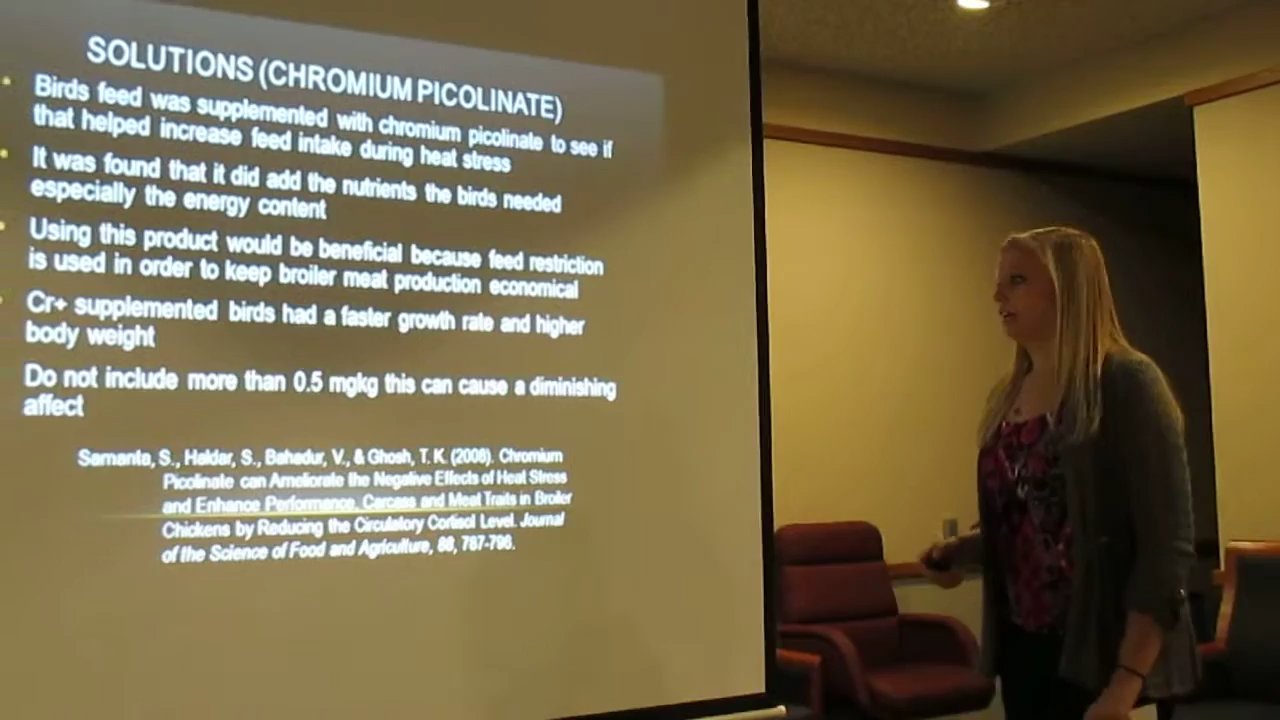 SOLUTIONS (CHROMIUM PICOLINATE)
Birds feed was supplemented with chromium picolinate to see if
that helped increase feed intake during heat stress
It was found that it did add the nutrients the birds needed
especially the energy content
Using this product would be beneficial because feed restriction
is used in order to keep broiler meat production economical
Cr+ supplemented birds had a faster growth rate and higher
body weight
Do not include more than 0.5 mgkg this can cause a diminishing
affect
Samanta, S., Haldar, S., Bahadur, V., & Ghosh, T. K. (2008). Chromium
Picolinate can Ameliorate the Negative Effects of Heat Stress
and Enhance Performance, Carcass and Meat Traits in Broiler
Chickens by Reducing the Circulatory Cortisol Level. Journal
of the Science of Food and Agriculture, 88, 787-796.